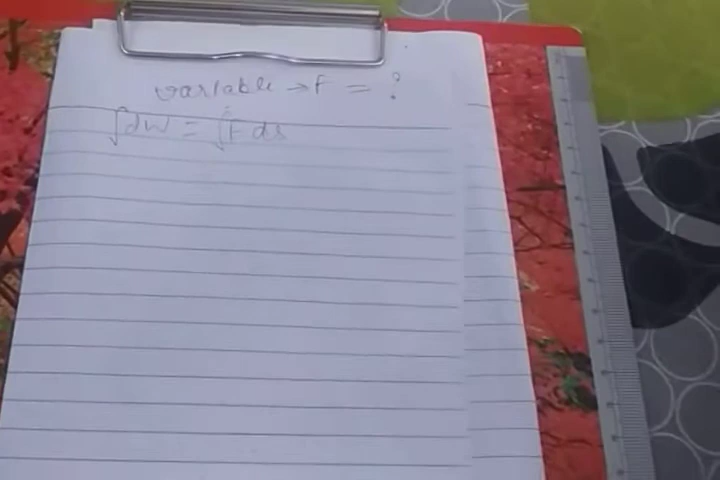 variable → F = ?
∫dW = ∫F ds